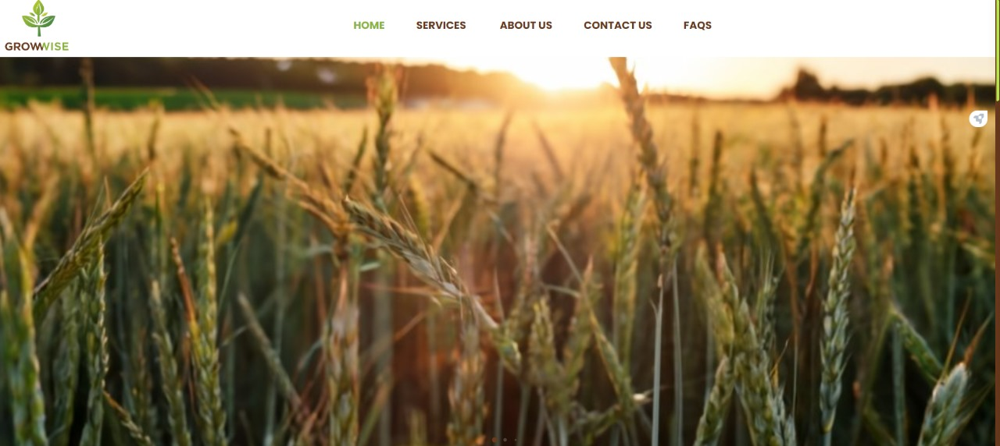 GROWWISE
HOME SERVICES ABOUT US CONTACT US FAQS